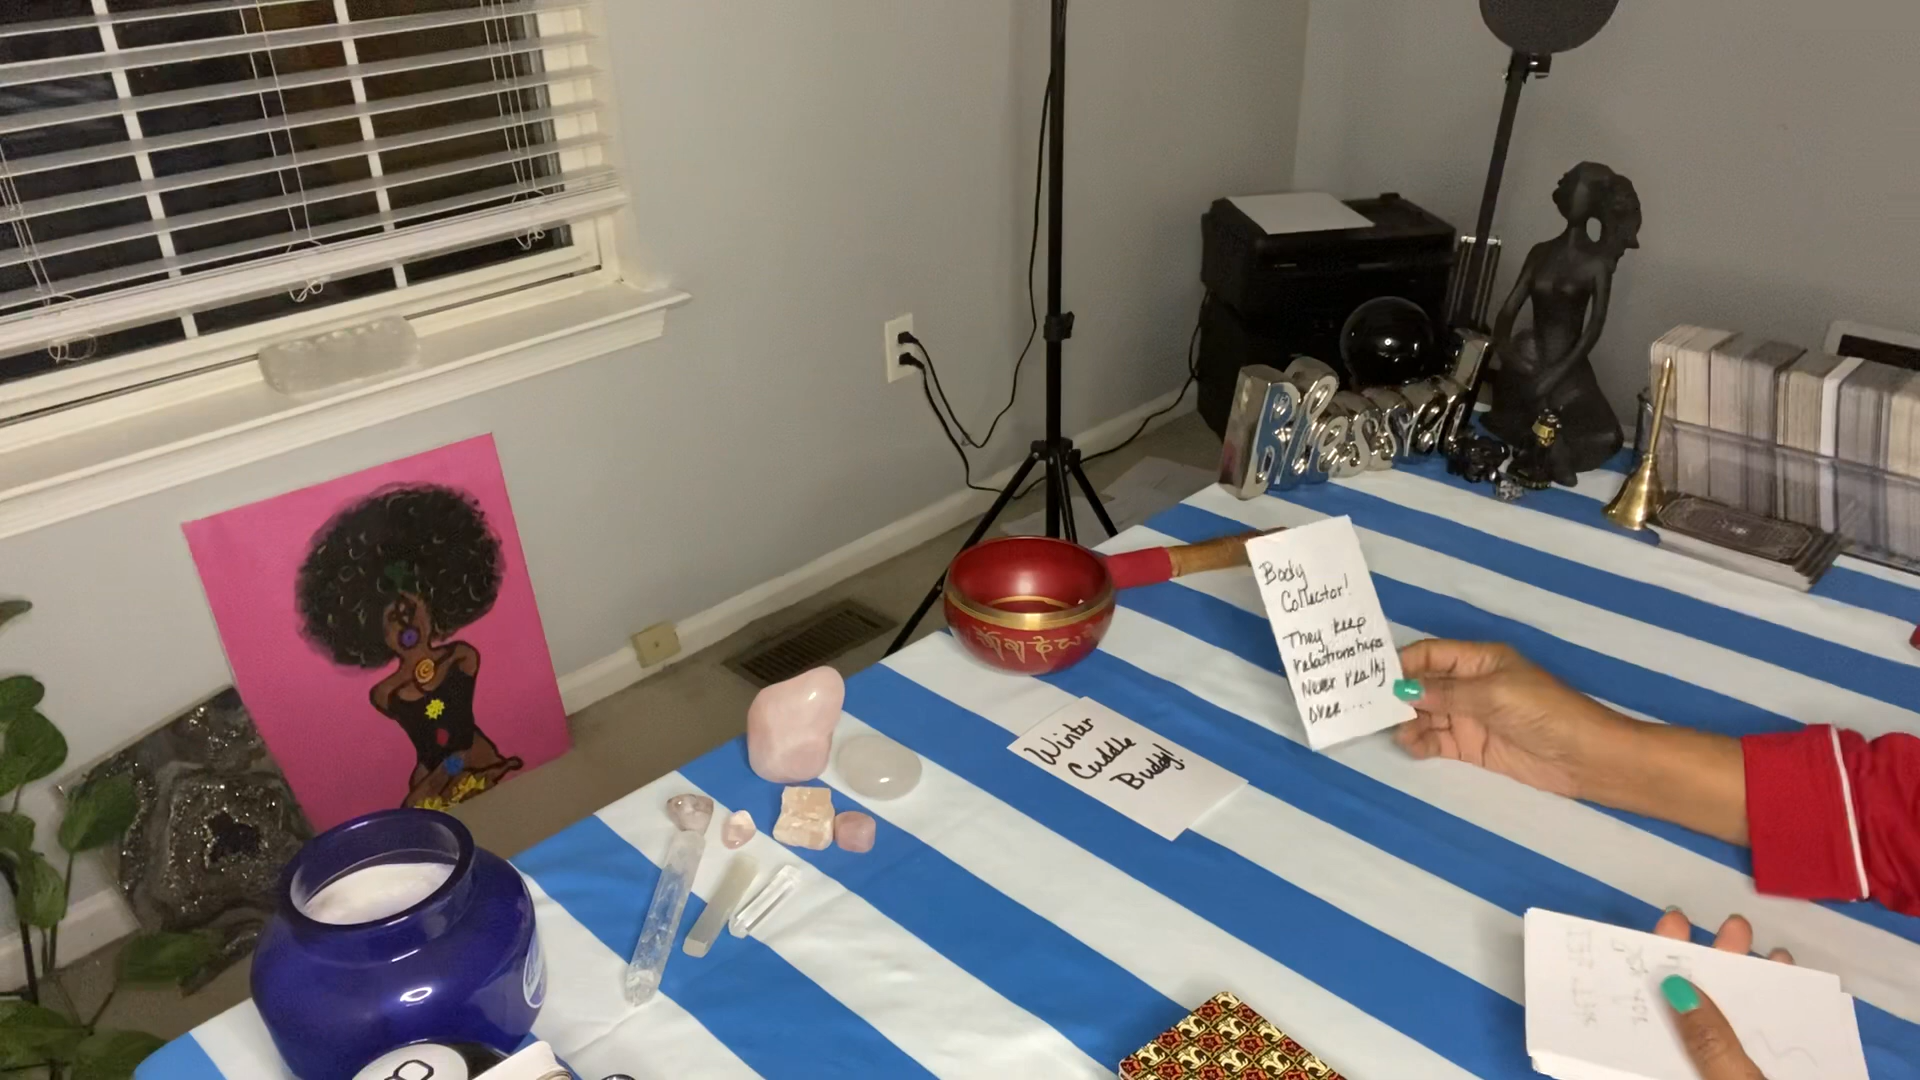 Blessed
Body
Collector!
They keep
relationships
Never really
over....
Winter
Cuddle
Buddy!